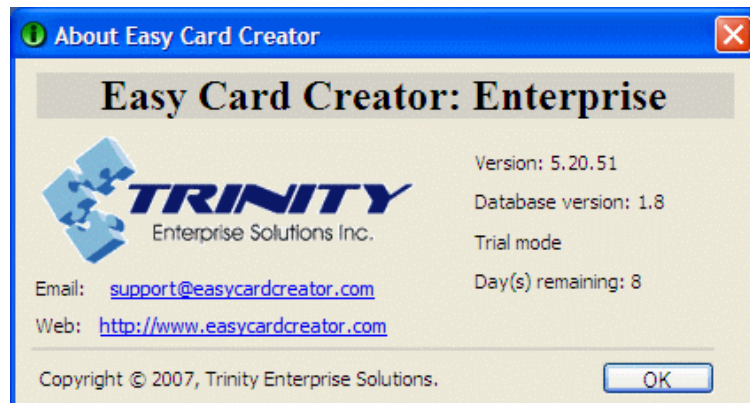 About Easy Card Creator
Easy Card Creator: Enterprise
TRINITY
Enterprise Solutions Inc.
Version: 5.20.51
Database version: 1.8
Trial mode
Day(s) remaining: 8
Email: support@easycardcreator.com
Web: http://www.easycardcreator.com
Copyright © 2007, Trinity Enterprise Solutions.
OK